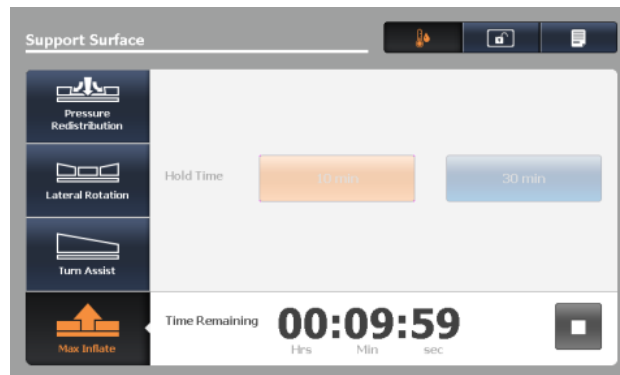 Support Surface
Pressure
Redistribution
Lateral Rotation
Turn Assist
Max Inflate
Hold Time
10 min
30 min
Time Remaining
00:09:59
Hrs Min sec